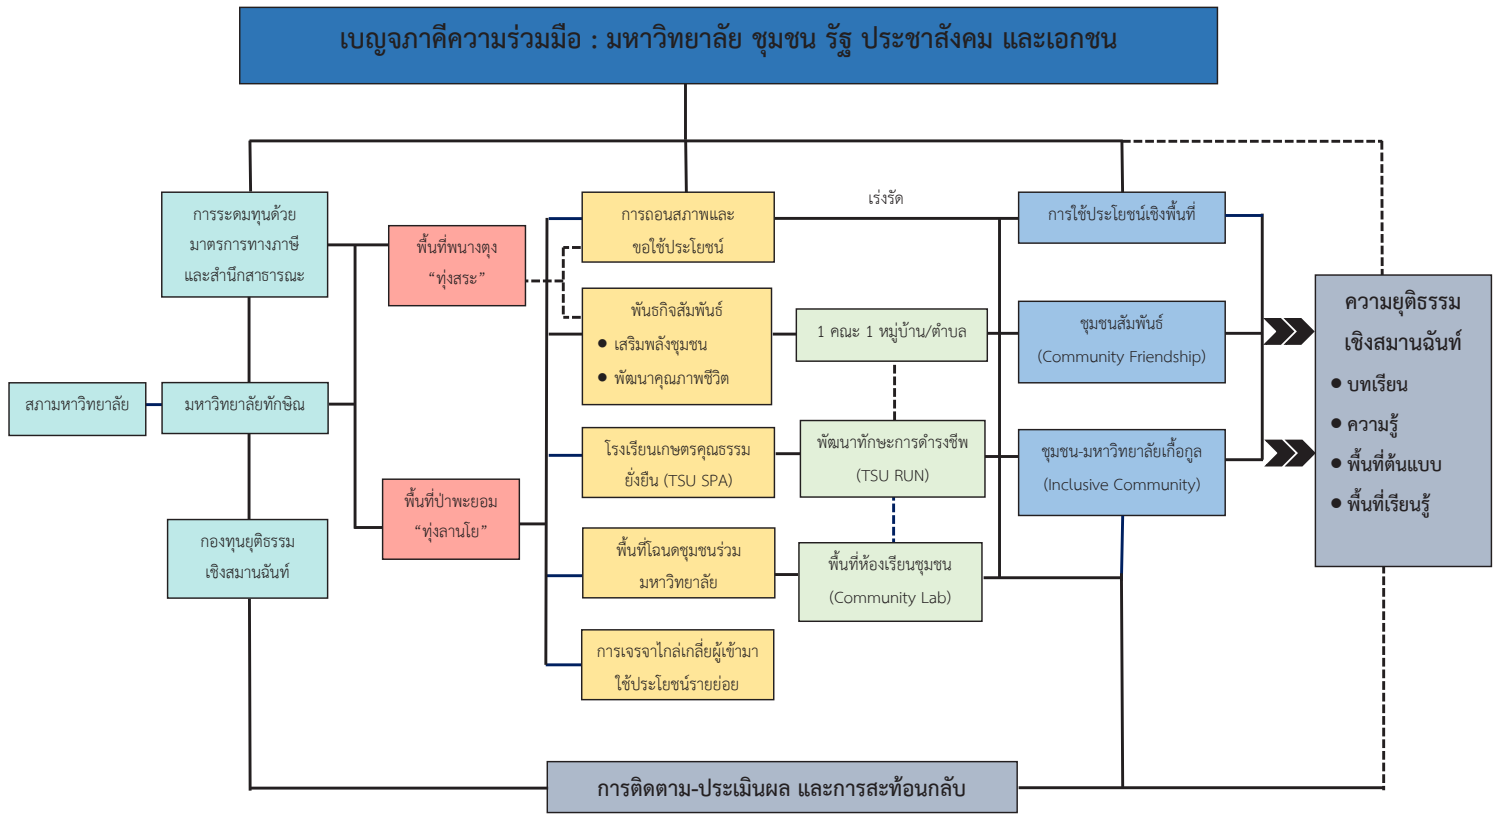 เบญจภาคีความร่วมมือ : มหาวิทยาลัย ชุมชน รัฐ ประชาสังคม และเอกชน
การระดมทุนด้วย
มาตรการทางภาษี
และสำนึกสาธารณะ
สภามหาวิทยาลัย
มหาวิทยาลัยทักษิณ
กองทุนยุติธรรม
เชิงสมานฉันท์
พื้นที่พนางตุง
“ทุ่งสระ”
พื้นที่ป่าพะยอม
“ทุ่งลานโย”
การถอนสภาพและ
ขอใช้ประโยชน์
พันธกิจสัมพันธ์
● เสริมพลังชุมชน
● พัฒนาคุณภาพชีวิต
โรงเรียนเกษตรคุณธรรม
ยั่งยืน (TSU SPA)
พื้นที่โฉนดชุมชนร่วม
มหาวิทยาลัย
การเจรจาไกล่เกลี่ยผู้เข้ามา
ใช้ประโยชน์รายย่อย
เร่งรัด
1 คณะ 1 หมู่บ้าน/ตำบล
พัฒนาทักษะการดำรงชีพ
(TSU RUN)
พื้นที่ห้องเรียนชุมชน
(Community Lab)
การใช้ประโยชน์เชิงพื้นที่
ชุมชนสัมพันธ์
(Community Friendship)
ชุมชน-มหาวิทยาลัยเกื้อกูล
(Inclusive Community)
ความยุติธรรม
เชิงสมานฉันท์
● บทเรียน
● ความรู้
● พื้นที่ต้นแบบ
● พื้นที่เรียนรู้
การติดตาม-ประเมินผล และการสะท้อนกลับ